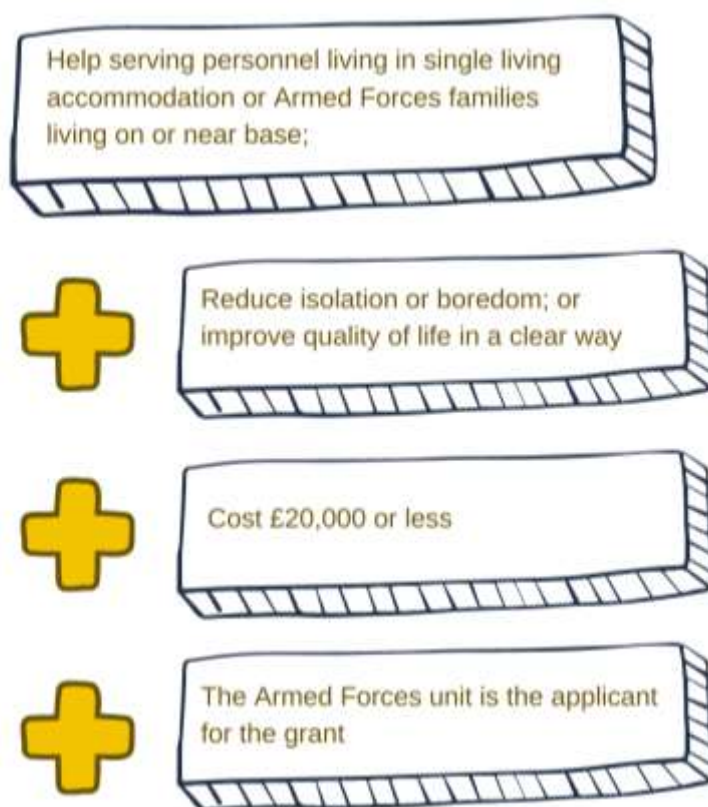 Help serving personnel living in single living
accommodation or Armed Forces families
living on or near base;
Reduce isolation or boredom; or
improve quality of life in a clear way
Cost £20,000 or less
The Armed Forces unit is the applicant
for the grant